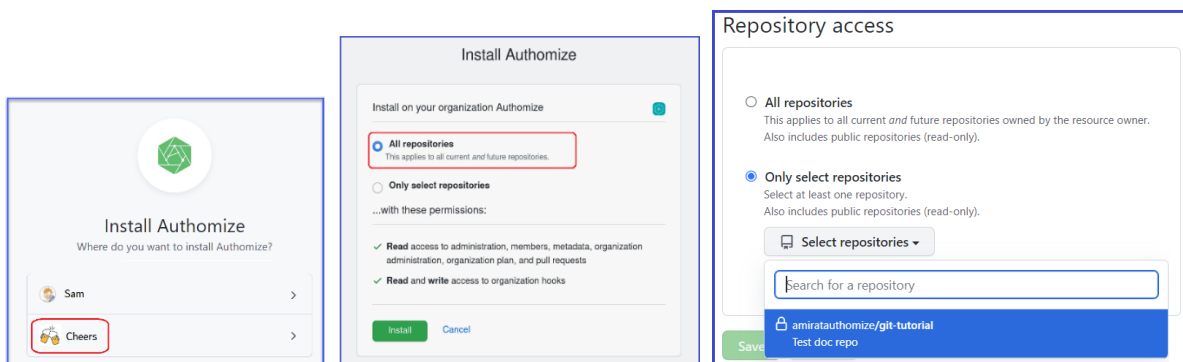 Install Authomize
Where do you want to install Authomize?
Sam
Cheers
Install Authomize
Install on your organization Authomize
All repositories
This applies to all current and future repositories.
Only select repositories
...with these permissions:
Read access to administration, members, metadata, organization
administration, organization plan, and pull requests
Read and write access to organization hooks
Install Cancel
Repository access
All repositories
This applies to all current and future repositories owned by the resource owner.
Also includes public repositories (read-only).
Only select repositories
Select at least one repository.
Also includes public repositories (read-only).
Select repositories
Search for a repository
amiratauthomize/git-tutorial
Test doc repo
Save